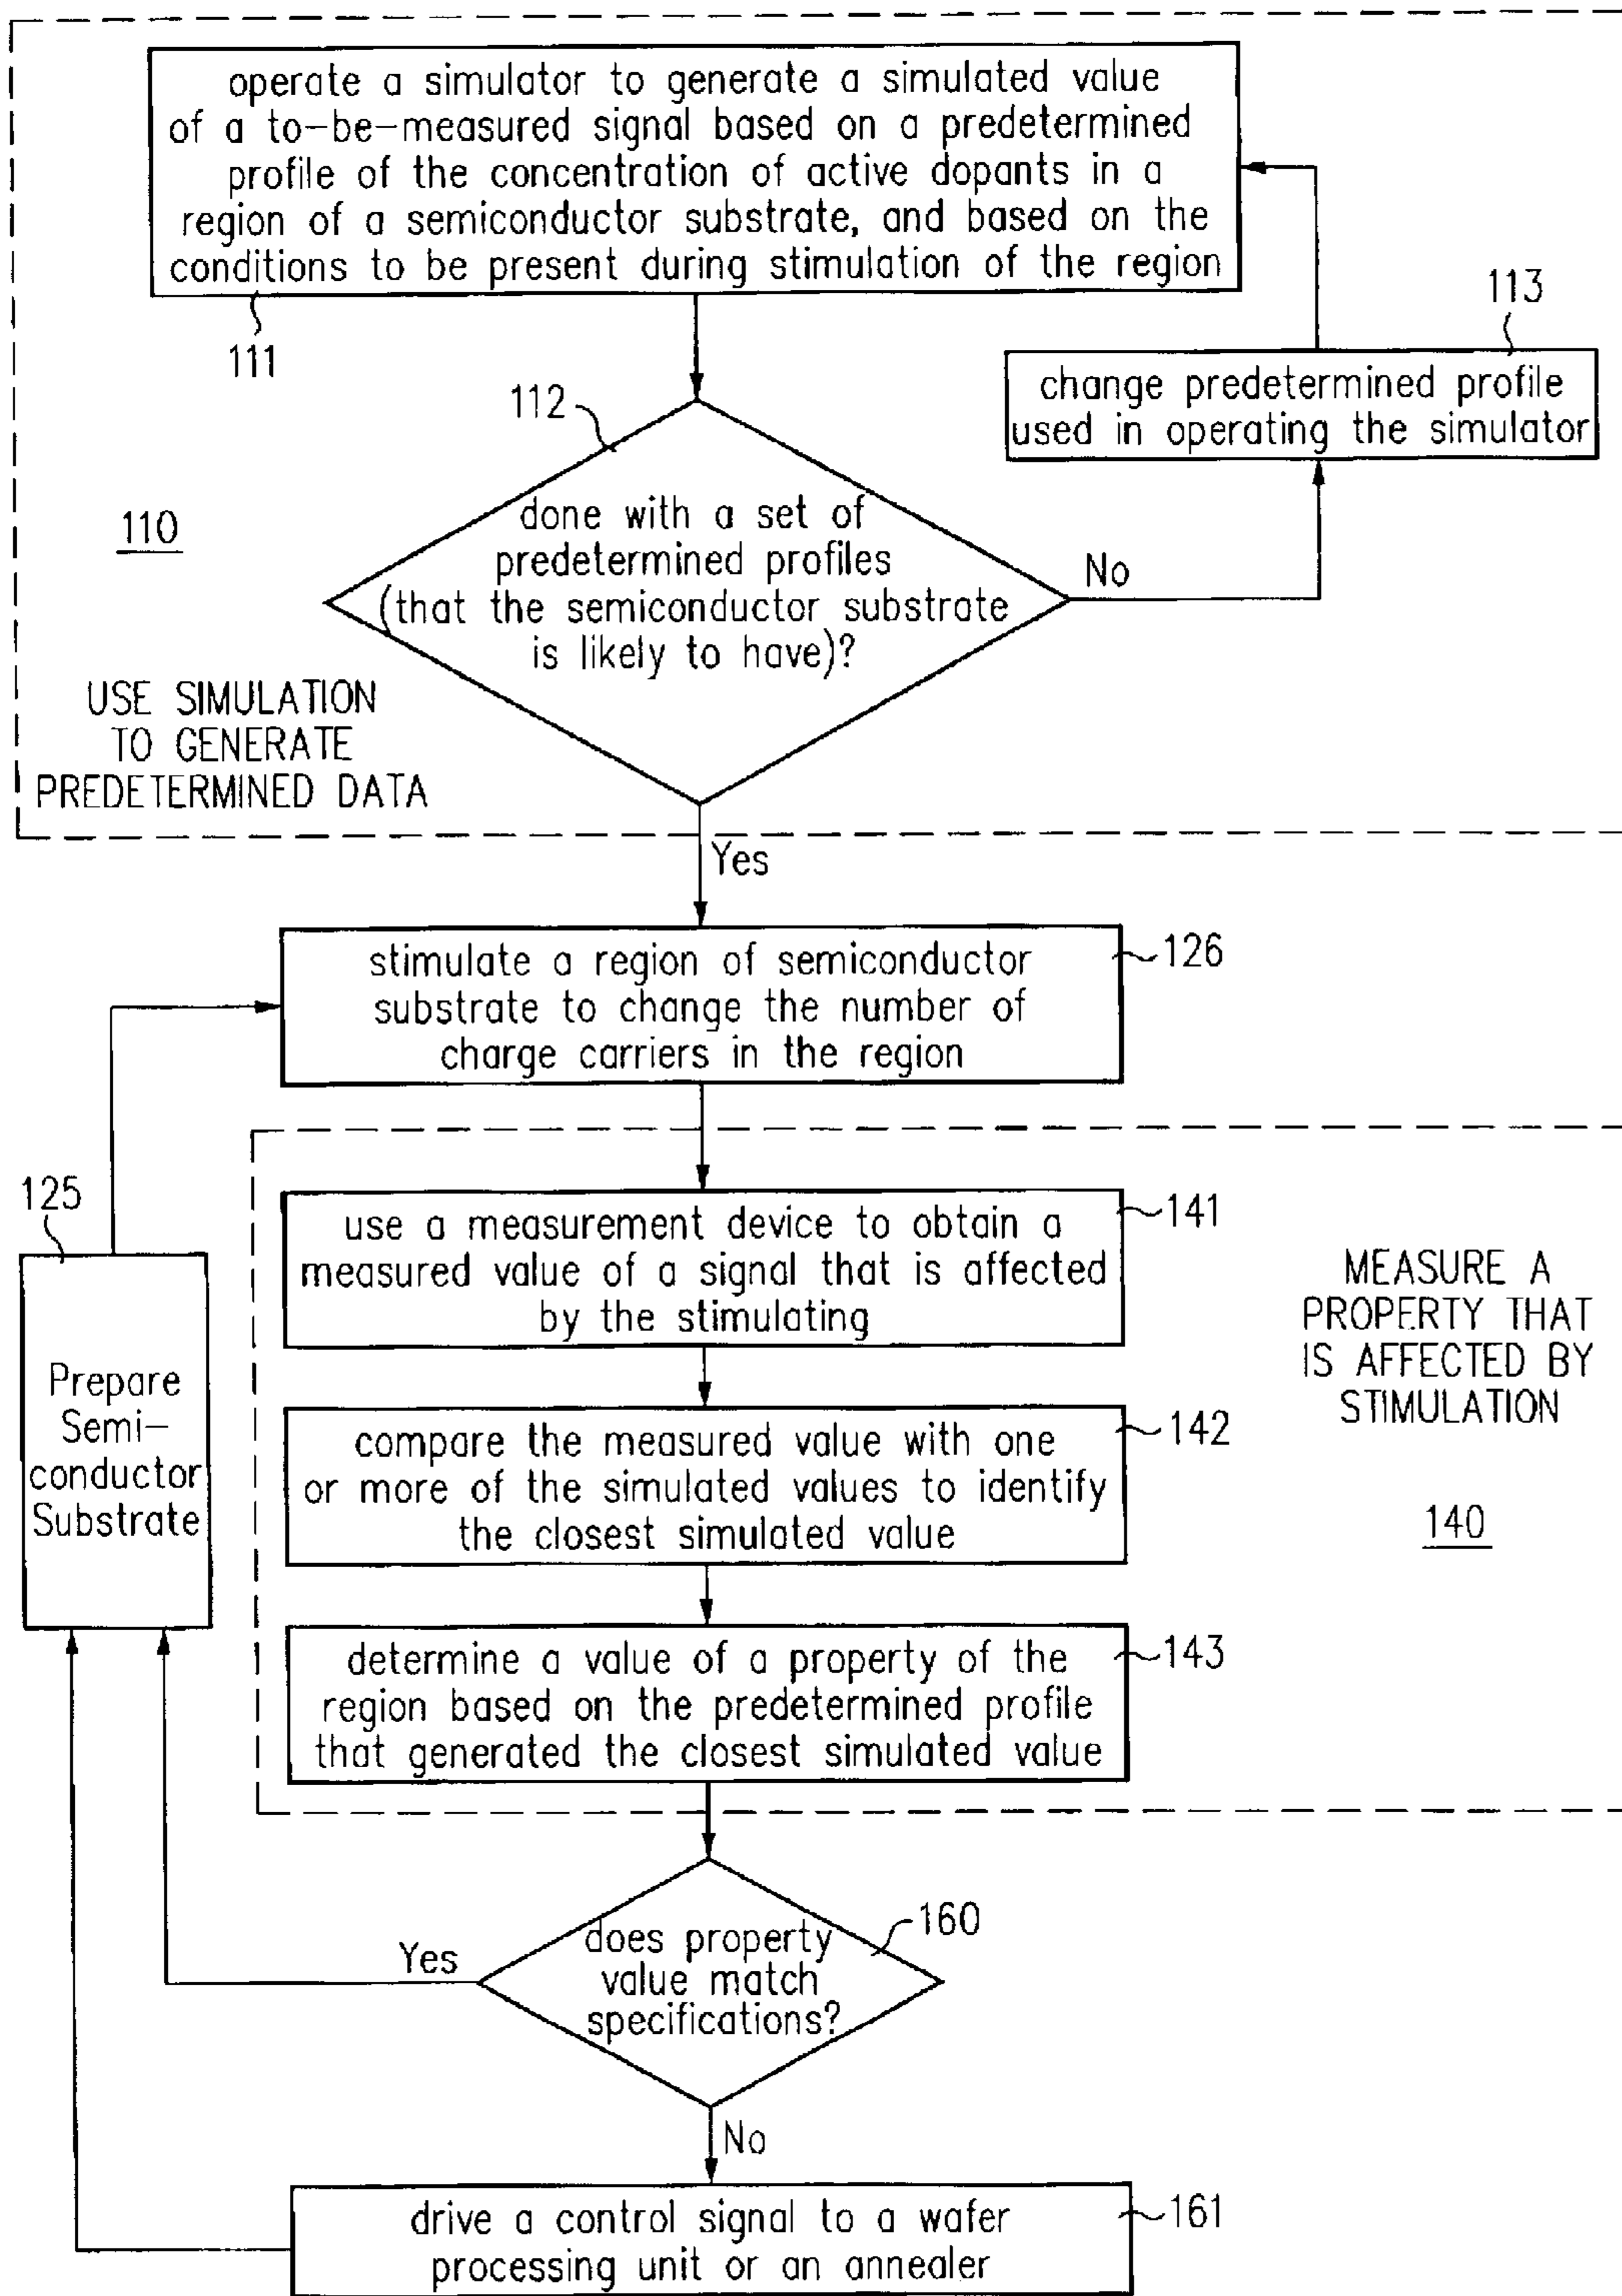 operate a simulator to generate a simulated value
of a to-be-measured signal based on a predetermined
profile of the concentration of active dopants in a
region of a semiconductor substrate, and based on the
conditions to be present during stimulation of the region
111
113
change predetermined profile
used in operating the simulator
112
done with a set of
predetermined profiles
(that the semiconductor substrate
is likely to have)?
No
110
USE SIMULATION
TO GENERATE
PREDETERMINED DATA
Yes
stimulate a region of semiconductor
substrate to change the number of
charge carriers in the region
126
125
Prepare
Semi-
conductor
Substrate
use a measurement device to obtain a
measured value of a signal that is affected
by the stimulating
141
MEASURE A
PROPERTY THAT
IS AFFECTED BY
STIMULATION
140
compare the measured value with one
or more of the simulated values to identify
the closest simulated value
142
determine a value of a property of the
region based on the predetermined profile
that generated the closest simulated value
143
does property
value match
specifications?
160
Yes
No
drive a control signal to a wafer
processing unit or an annealer
161